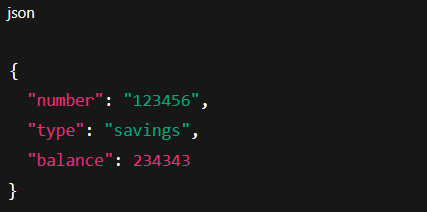 json
{
  "number": "123456",
  "type": "savings",
  "balance": 234343
}